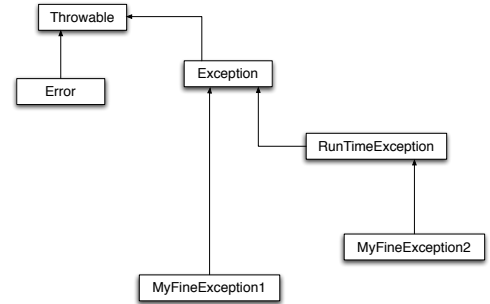 Throwable
Exception
Error
RunTimeException
MyFineException2
MyFineException1